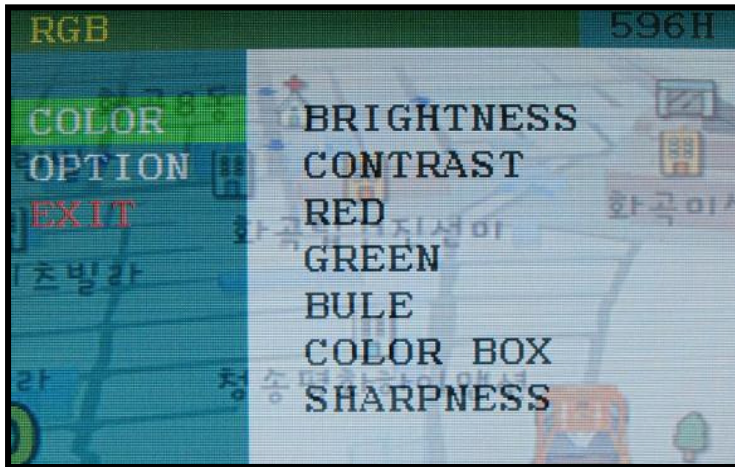 RGB 596H
COLOR BRIGHTNESS
OPTION CONTRAST
EXIT RED
GREEN
BULE
COLOR BOX
SHARPNESS